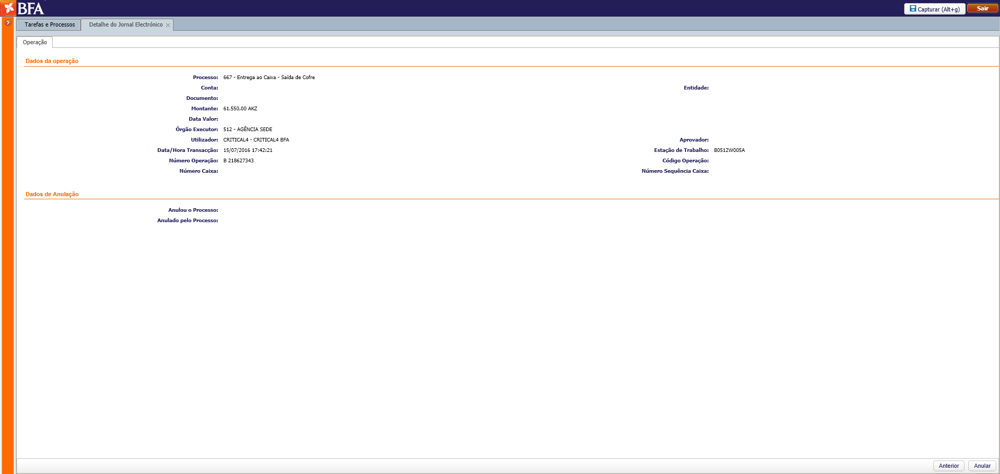 BFA
Capturar (Alt+g)
Sair
Tarefas e Processos
Detalhe do Jornal Electrónico
Operação
Dados da operação
Processo: 667 - Entrega ao Caixa - Saída de Cofre
Conta: Entidade:
Documento:
Montante: 61.550,00 AKZ
Data Valor:
Órgão Executor: 512 - AGÊNCIA SEDE
Utilizador: CRITICAL4 - CRITICAL4 BFA Aprovador:
Data/Hora Transacção: 15/07/2016 17:42:21 Estação de Trabalho: B0512W005A
Número Operação: B 218627343 Código Operação:
Número Caixa: Número Sequência Caixa:
Dados de Anulação
Anulou o Processo:
Anulado pelo Processo:
Anterior
Anular